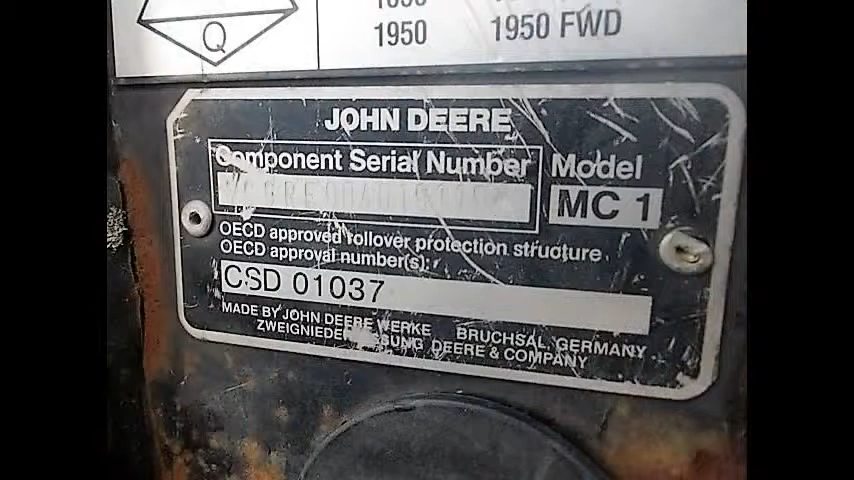 1950 1950 FWD
Q
JOHN DEERE
Component Serial Number Model
MC 1
OECD approved rollover protection structure
OECD approval number(s):
CSD 01037
MADE BY JOHN DEERE WERKE BRUCHSAL, GERMANY
DEERE & COMPANY